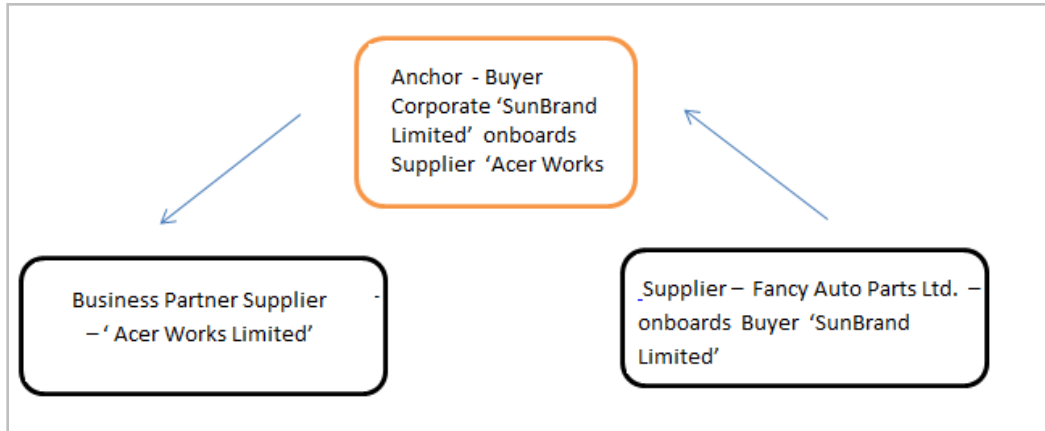 Anchor - Buyer
Corporate ‘SunBrand
Limited’ onboards
Supplier ‘Acer Works
Business Partner Supplier -
– ‘ Acer Works Limited’
Supplier – Fancy Auto Parts Ltd. –
onboards Buyer ‘SunBrand
Limited’